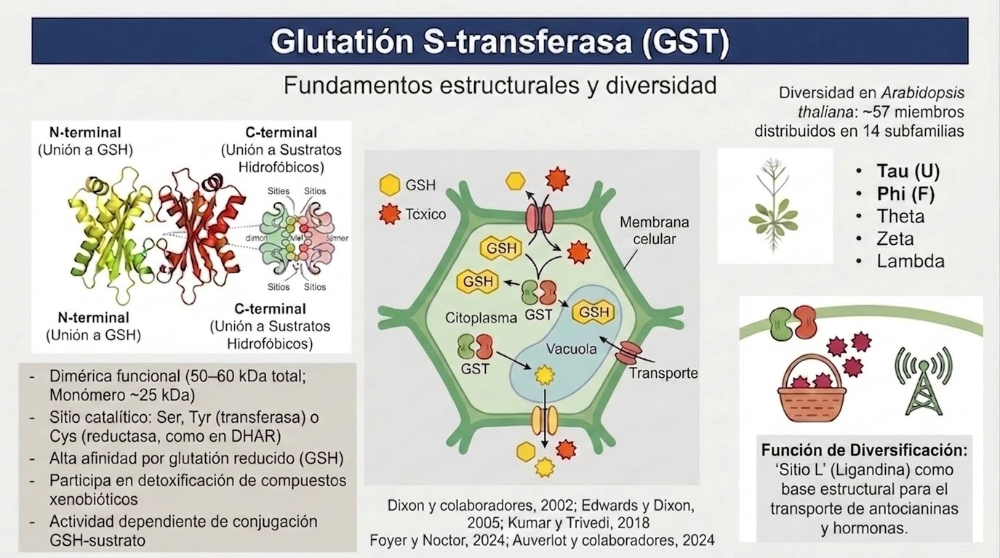 Glutatión S-transferasa (GST)
Fundamentos estructurales y diversidad
N-terminal
(Unión a GSH)
C-terminal
(Unión a Sustratos
Hidrofóbicos)
Sities
Sitios
dimon
Sitios
Sitios
N-terminal
(Unión a GSH)
C-terminal
(Unión a Sustratos
Hidrofóbicos)
- Dimérica funcional (50–60 kDa total;
Monómero ~25 kDa)
- Sitio catalítico: Ser, Tyr (transferasa) o
Cys (reductasa, como en DHAR)
- Alta afinidad por glutatión reducido (GSH)
- Participa en detoxificación de compuestos
xenobióticos
- Actividad dependiente de conjugación
GSH-sustrato
GSH
Tċxico
Membrana
celular
GSH
GSH
GST
GSH
Citoplasma
GST
Vacuola
Transporte
Dixon y colaboradores, 2002; Edwards y Dixon,
2005; Kumar y Trivedi, 2018
Foyer y Noctor, 2024; Auverlot y colaboradores, 2024
Diversidad en Arabidopsis
thaliana: ~57 miembros
distribuidos en 14 subfamilias
• Tau (U)
• Phi (F)
• Theta
• Zeta
• Lambda
Función de Diversificación:
‘Sitio L’ (Ligandina) como
base estructural para el
transporte de antocianinas
y hormonas.